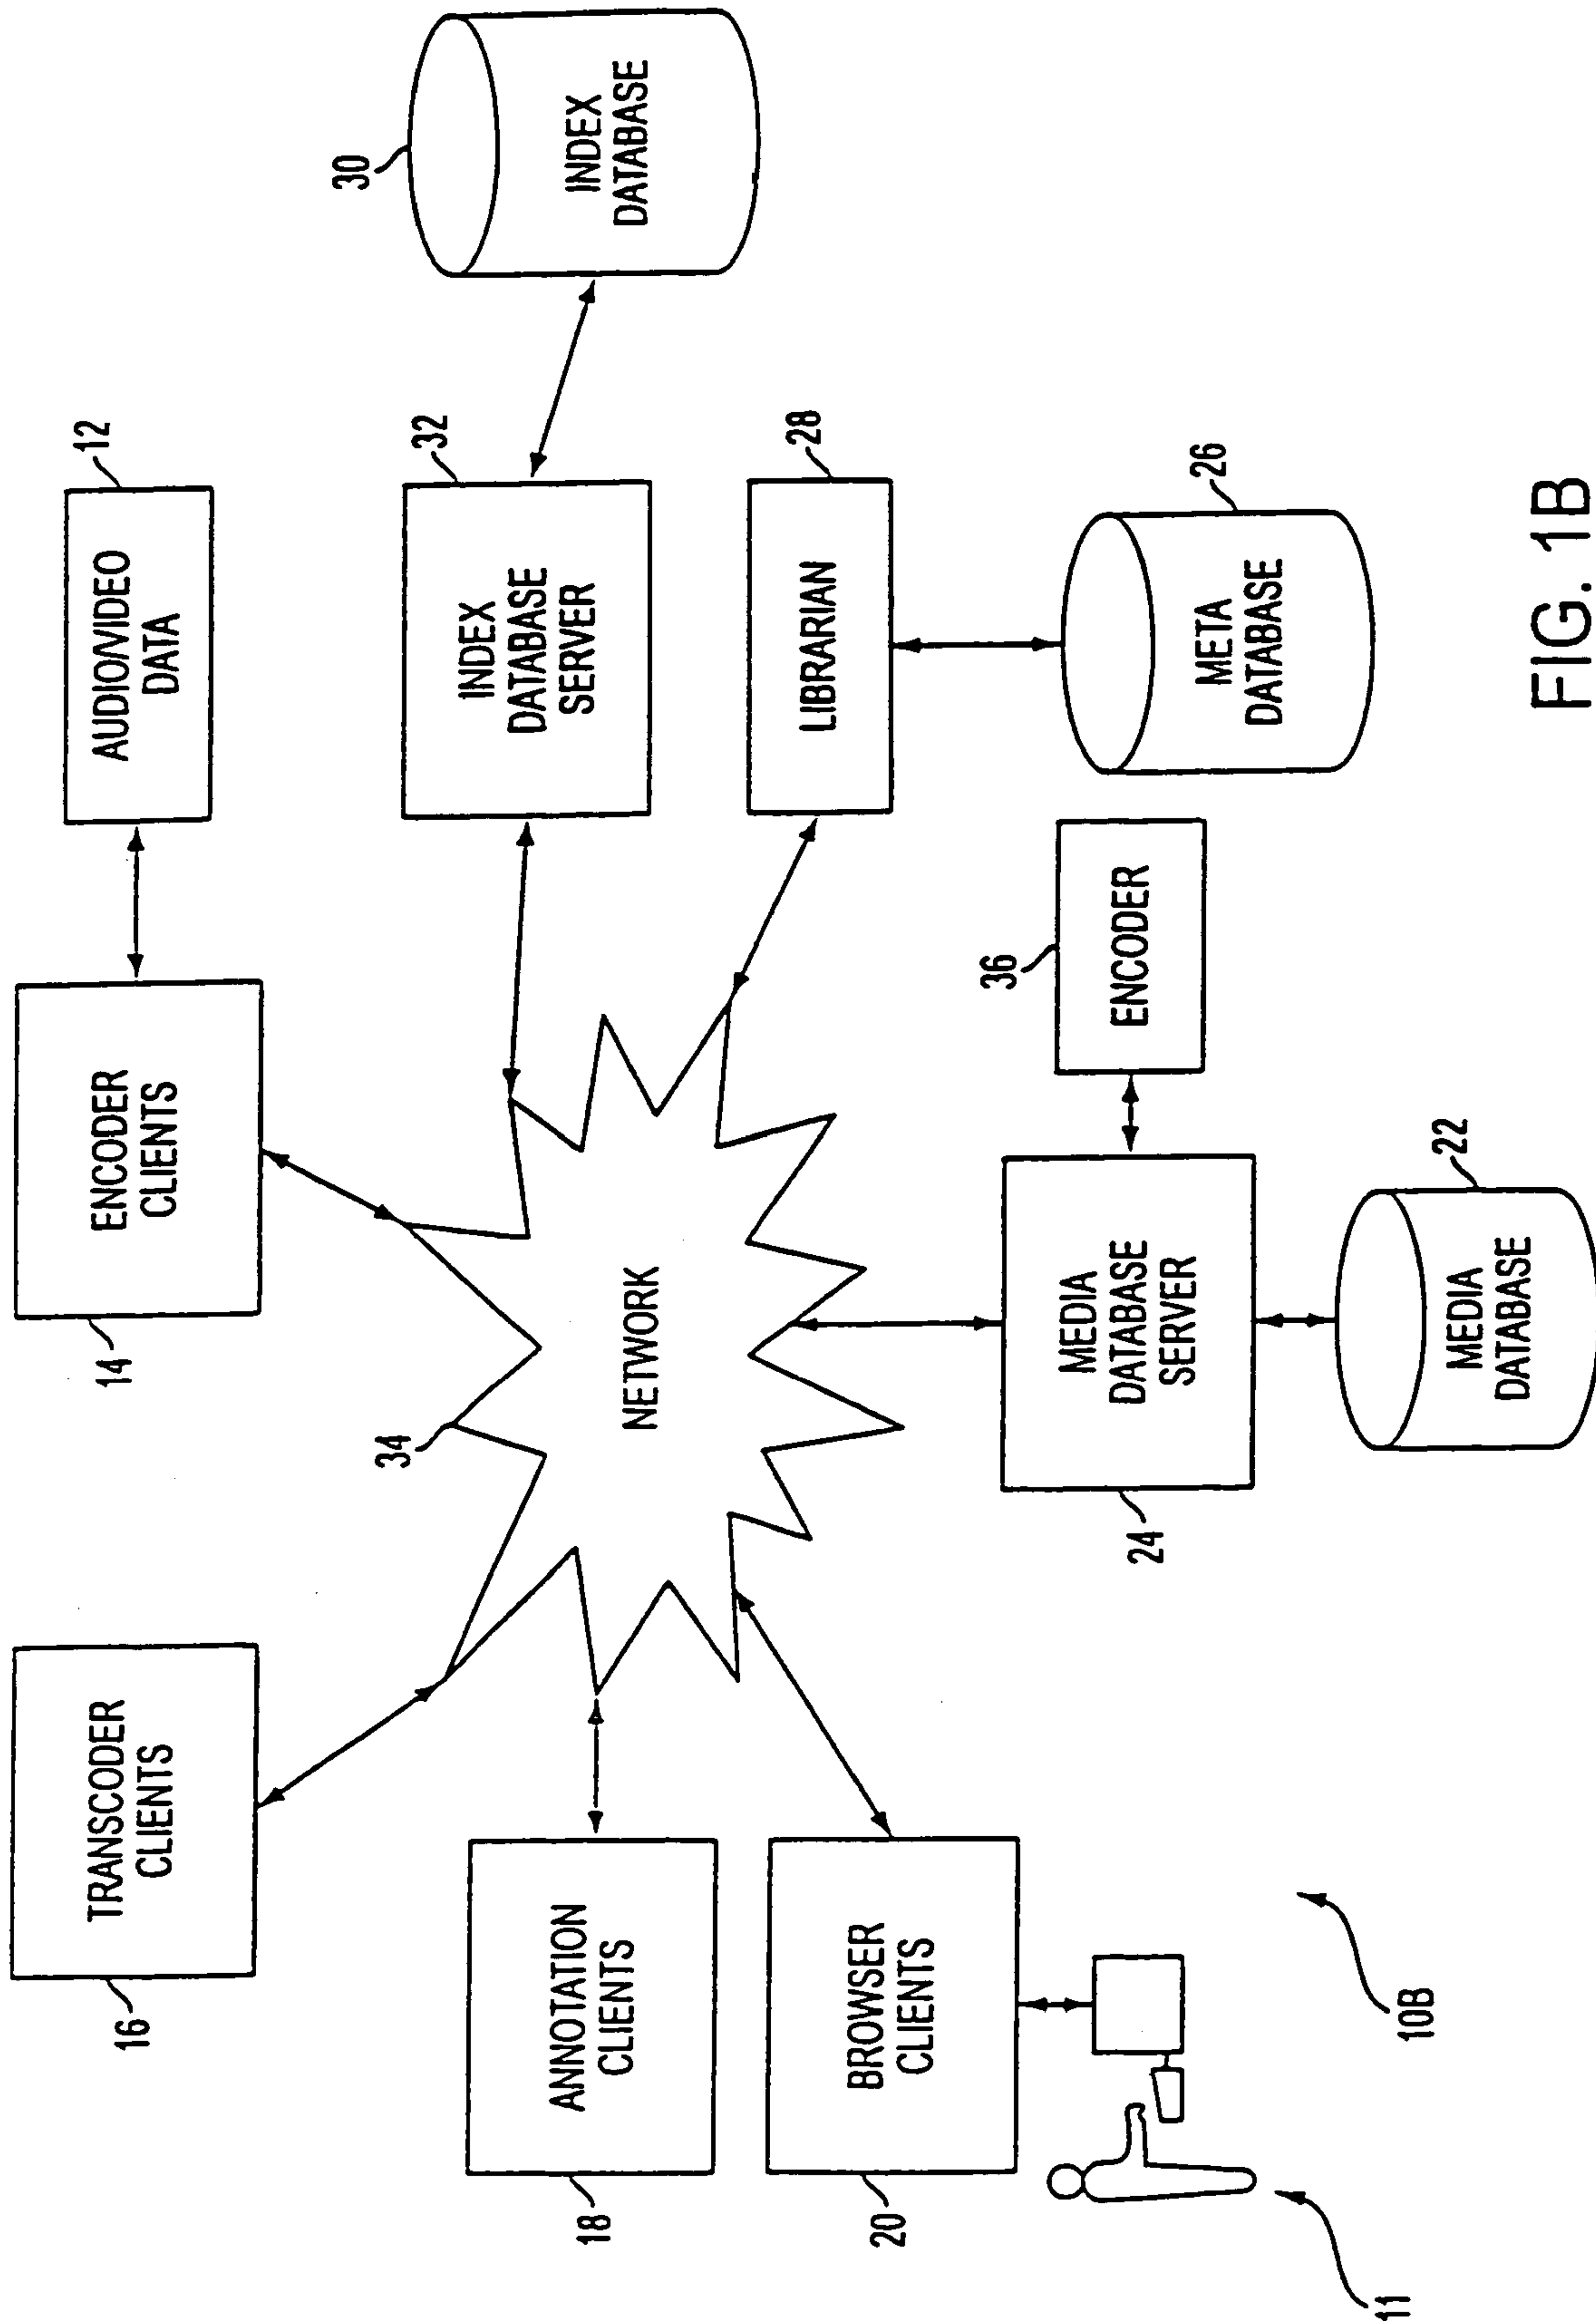 16
TRANSCODER
CLIENTS
14
ENCODER
CLIENTS
AUDIO/VIDEO
DATA
12
18
ANNOTATION
CLIENTS
34
NETWORK
INDEX
DATABASE
SERVER
32
30
INDEX
DATABASE
20
BROWSER
CLIENTS
LIBRARIAN
28
11
10B
24
MEDIA
DATABASE
SERVER
36
ENCODER
META
DATABASE
26
MEDIA
DATABASE
22
FIG. 1B